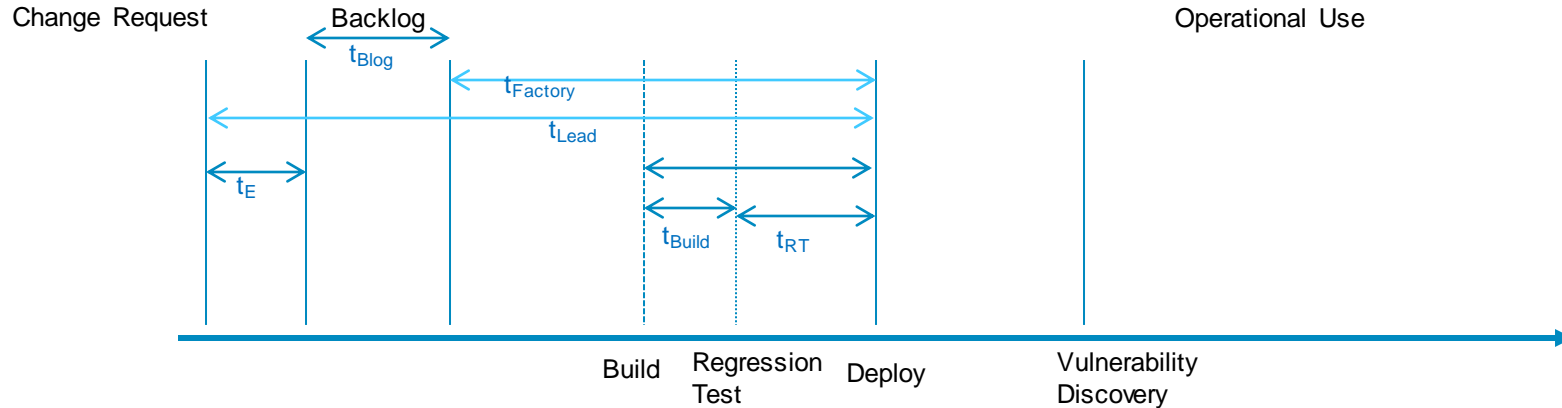 Change Request
Backlog
Operational Use
tBlog
tFactory
tLead
tE
tBuild
tRT
Build
Regression
Test
Deploy
Vulnerability
Discovery